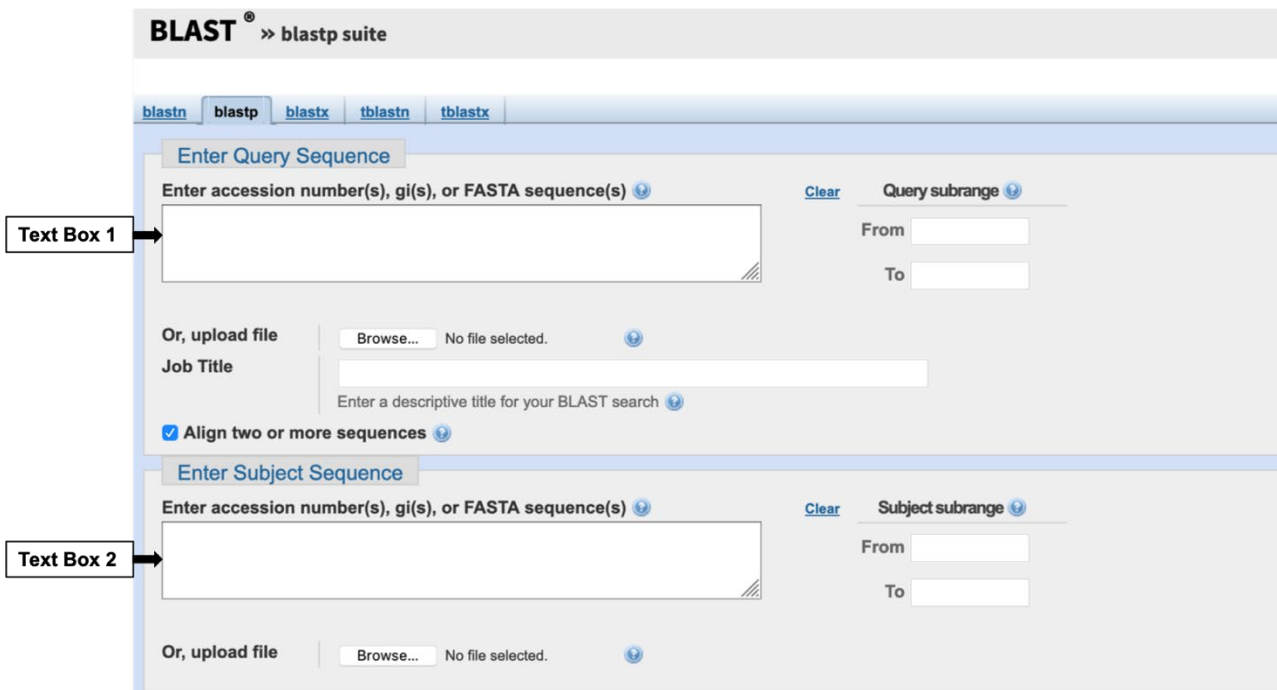 BLAST ® » blastp suite
blastn blastp blastx tblastn tblastx
Enter Query Sequence
Enter accession number(s), gi(s), or FASTA sequence(s) Clear Query subrange
Text Box 1
From
To
Or, upload file Browse... No file selected.
Job Title
Enter a descriptive title for your BLAST search
Align two or more sequences
Enter Subject Sequence
Enter accession number(s), gi(s), or FASTA sequence(s) Clear Subject subrange
Text Box 2
From
To
Or, upload file Browse... No file selected.